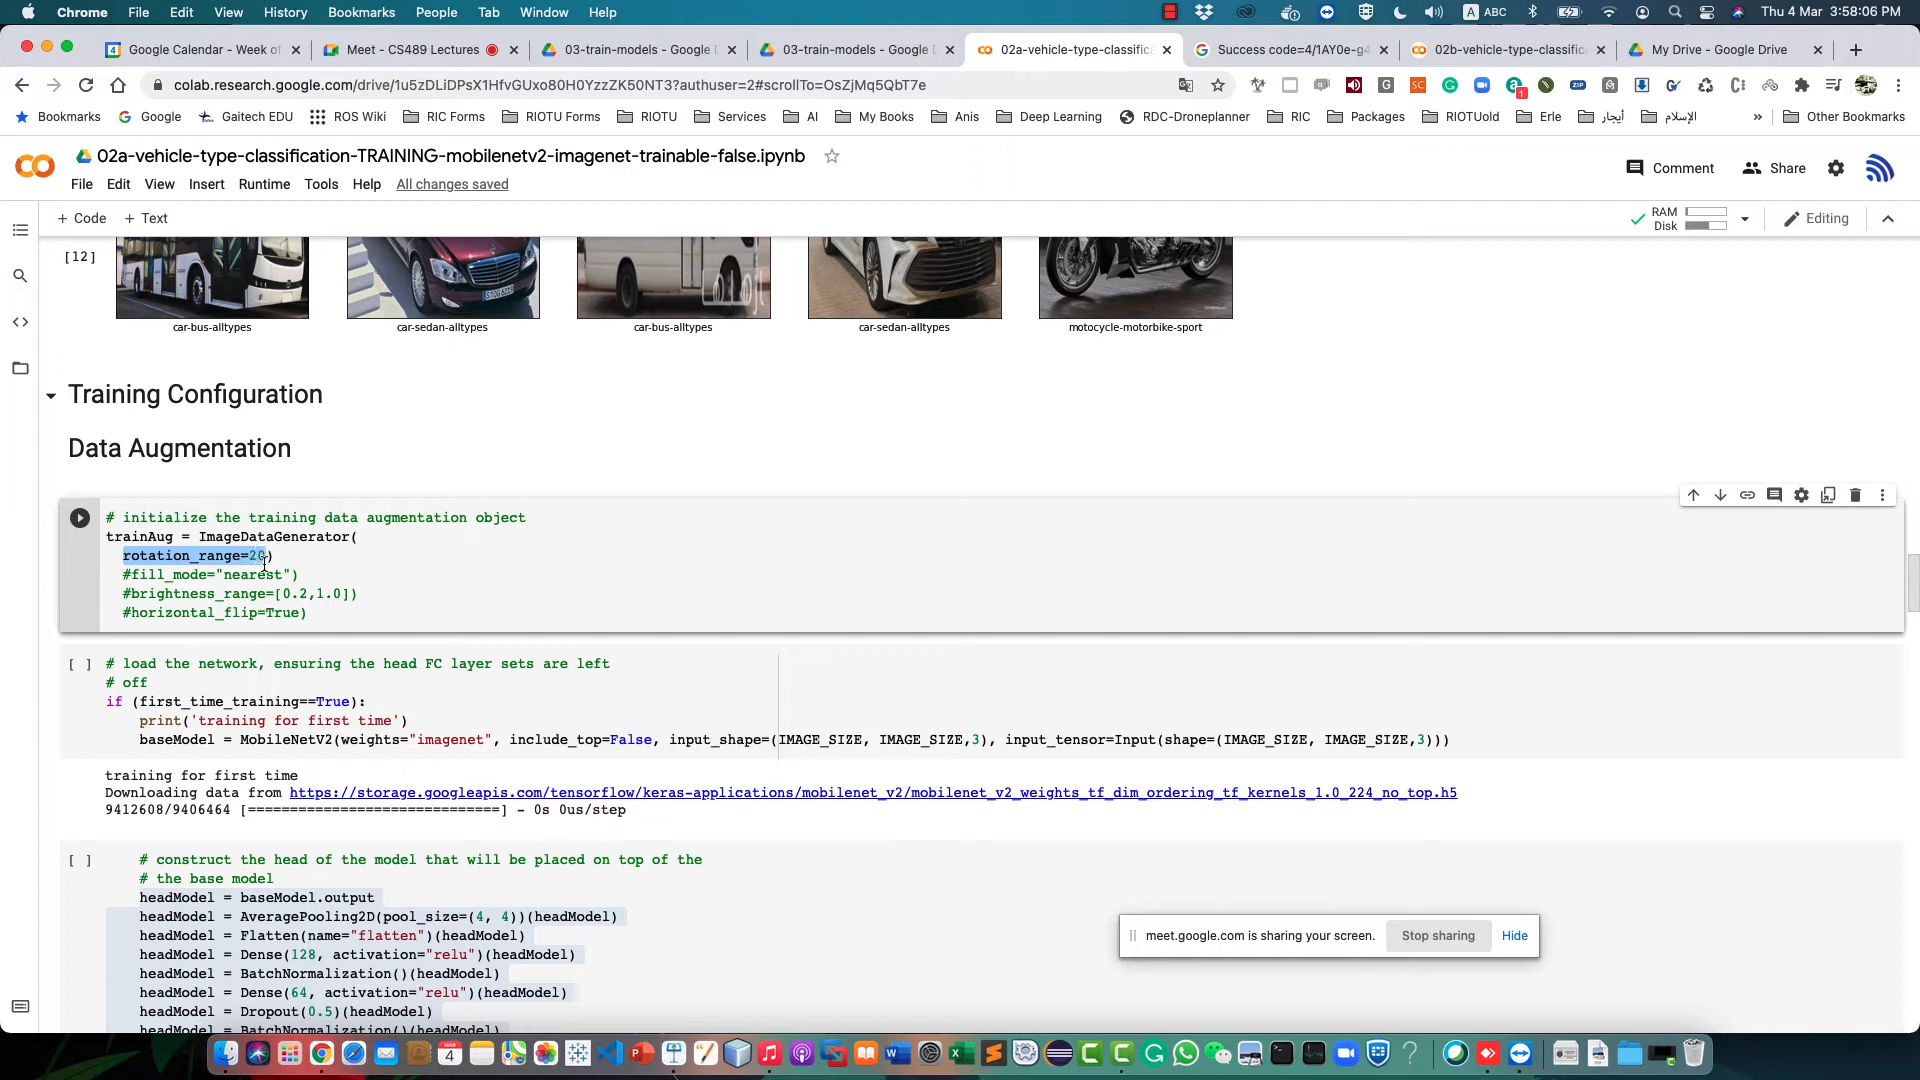 Chrome File Edit View History Bookmarks People Tab Window Help ABC Thu 4 Mar 3:58:06 PM
Google Calendar - Week of Meet - CS489 Lectures 03-train-models - Google D 03-train-models - Google D 02a-vehicle-type-classific Success code=4/1AY0e-g4 02b-vehicle-type-classific My Drive - Google Drive
colab.research.google.com/drive/1u5zDLiDPsX1HfvGUxo80H0YzzZK50NT3?authuser=2#scrollTo=OsZjMq5QbT7e
Bookmarks Google Gaitech EDU ROS Wiki RIC Forms RIOTU Forms RIOTU Services AI My Books Anis Deep Learning RDC-Droneplanner RIC Packages RIOTUold Erle أيجار الإسلام » Other Bookmarks
02a-vehicle-type-classification-TRAINING-mobilenetv2-imagenet-trainable-false.ipynb
Comment Share
File Edit View Insert Runtime Tools Help All changes saved
+ Code + Text RAM Disk Editing
[12]
car-bus-alltypes car-sedan-alltypes car-bus-alltypes car-sedan-alltypes motocycle-motorbike-sport
Training Configuration
Data Augmentation
# initialize the training data augmentation object
trainAug = ImageDataGenerator(
rotation_range=20)
#fill_mode="nearest")
#brightness_range=[0.2,1.0])
#horizontal_flip=True)
[ ] # load the network, ensuring the head FC layer sets are left
# off
if (first_time_training==True):
print('training for first time')
baseModel = MobileNetV2(weights="imagenet", include_top=False, input_shape=(IMAGE_SIZE, IMAGE_SIZE,3), input_tensor=Input(shape=(IMAGE_SIZE, IMAGE_SIZE,3)))
training for first time
Downloading data from https://storage.googleapis.com/tensorflow/keras-applications/mobilenet_v2/mobilenet_v2_weights_tf_dim_ordering_tf_kernels_1.0_224_no_top.h5
9412608/9406464 [==============================] - 0s 0us/step
[ ] # construct the head of the model that will be placed on top of the
# the base model
headModel = baseModel.output
headModel = AveragePooling2D(pool_size=(4, 4))(headModel)
headModel = Flatten(name="flatten")(headModel)
headModel = Dense(128, activation="relu")(headModel)
headModel = BatchNormalization()(headModel)
headModel = Dense(64, activation="relu")(headModel)
headModel = Dropout(0.5)(headModel)
headModel = BatchNormalization()(headModel)
meet.google.com is sharing your screen. Stop sharing Hide